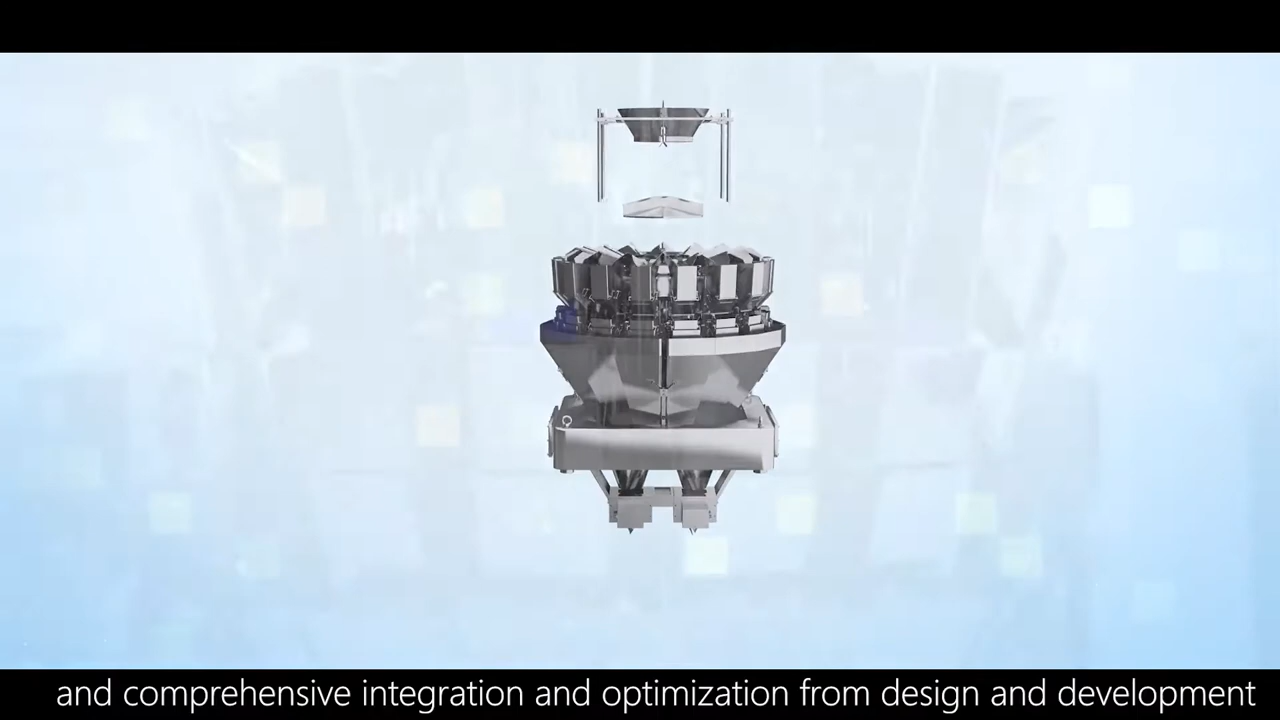 and comprehensive integration and optimization from design and development